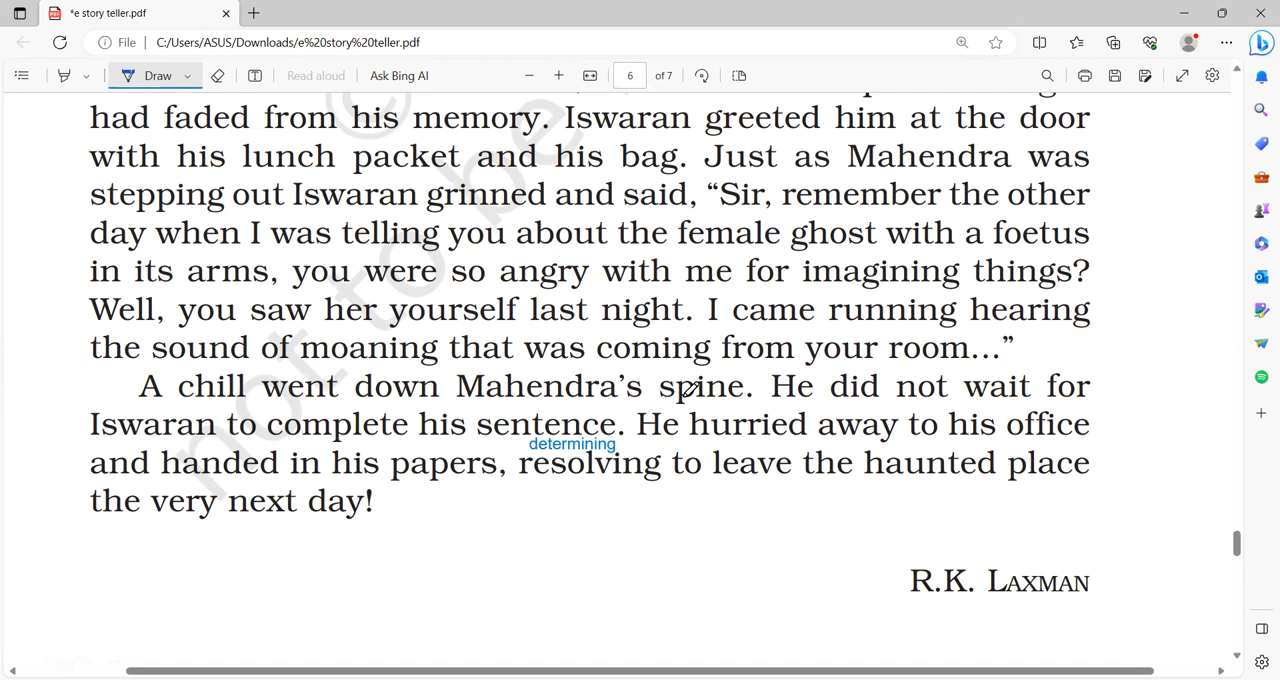 *e story teller.pdf
File C:/Users/ASUS/Downloads/e%20story%20teller.pdf
Draw Read aloud Ask Bing AI 6 of 7
had faded from his memory. Iswaran greeted him at the door
with his lunch packet and his bag. Just as Mahendra was
stepping out Iswaran grinned and said, “Sir, remember the other
day when I was telling you about the female ghost with a foetus
in its arms, you were so angry with me for imagining things?
Well, you saw her yourself last night. I came running hearing
the sound of moaning that was coming from your room...”
A chill went down Mahendra’s spine. He did not wait for
Iswaran to complete his sentence. He hurried away to his office
determining
and handed in his papers, resolving to leave the haunted place
the very next day!
R.K. LAXMAN
© not to be